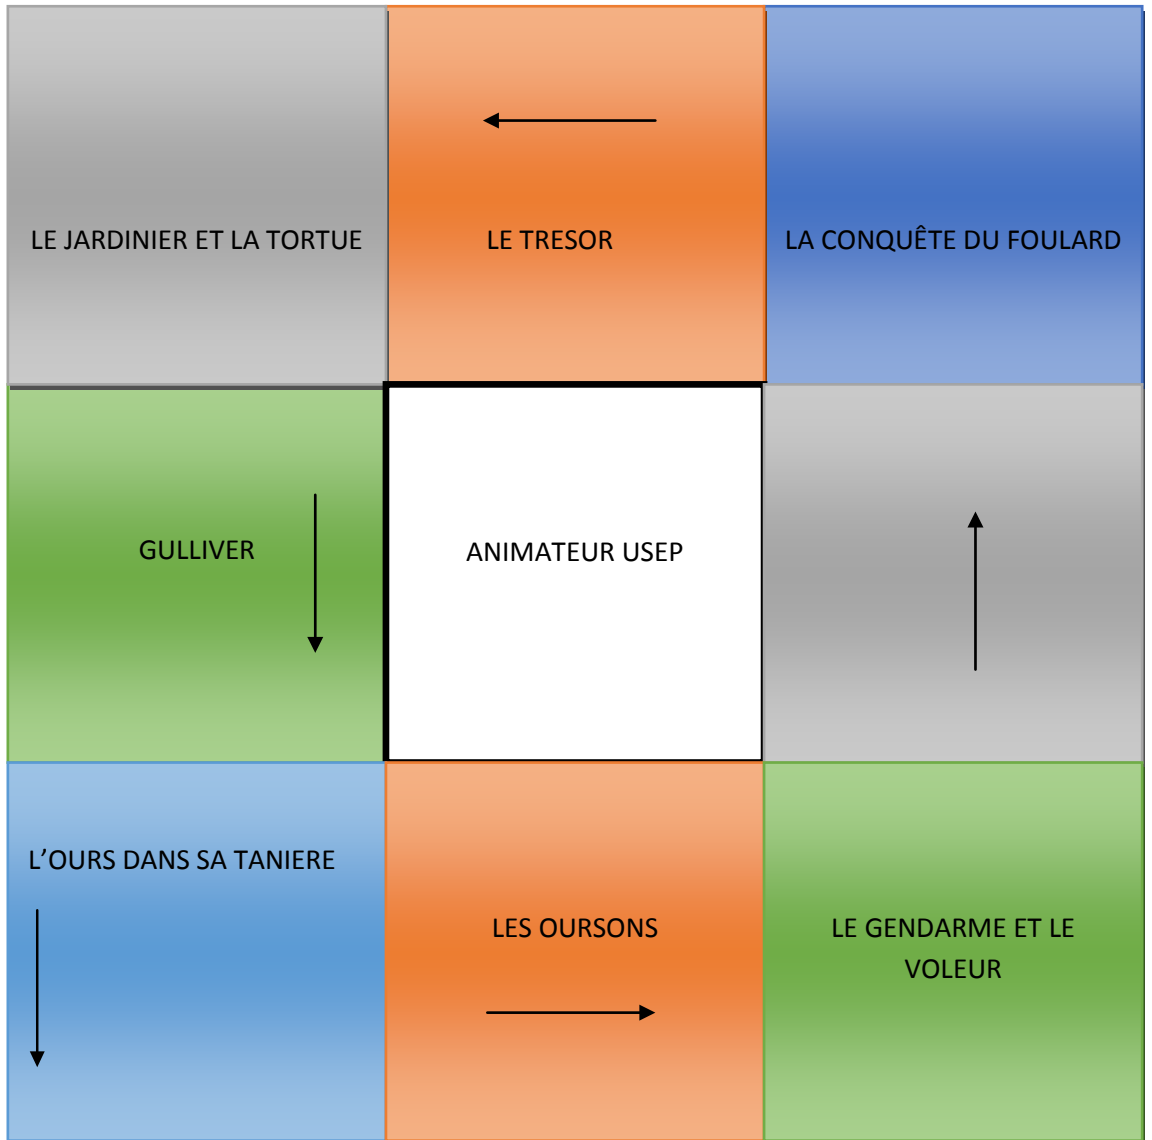 LE JARDINIER ET LA TORTUE
LE TRESOR
LA CONQUÊTE DU FOULARD
GULLIVER
ANIMATEUR USEP
L’OURS DANS SA TANIERE
LES OURSONS
LE GENDARME ET LE
VOLEUR